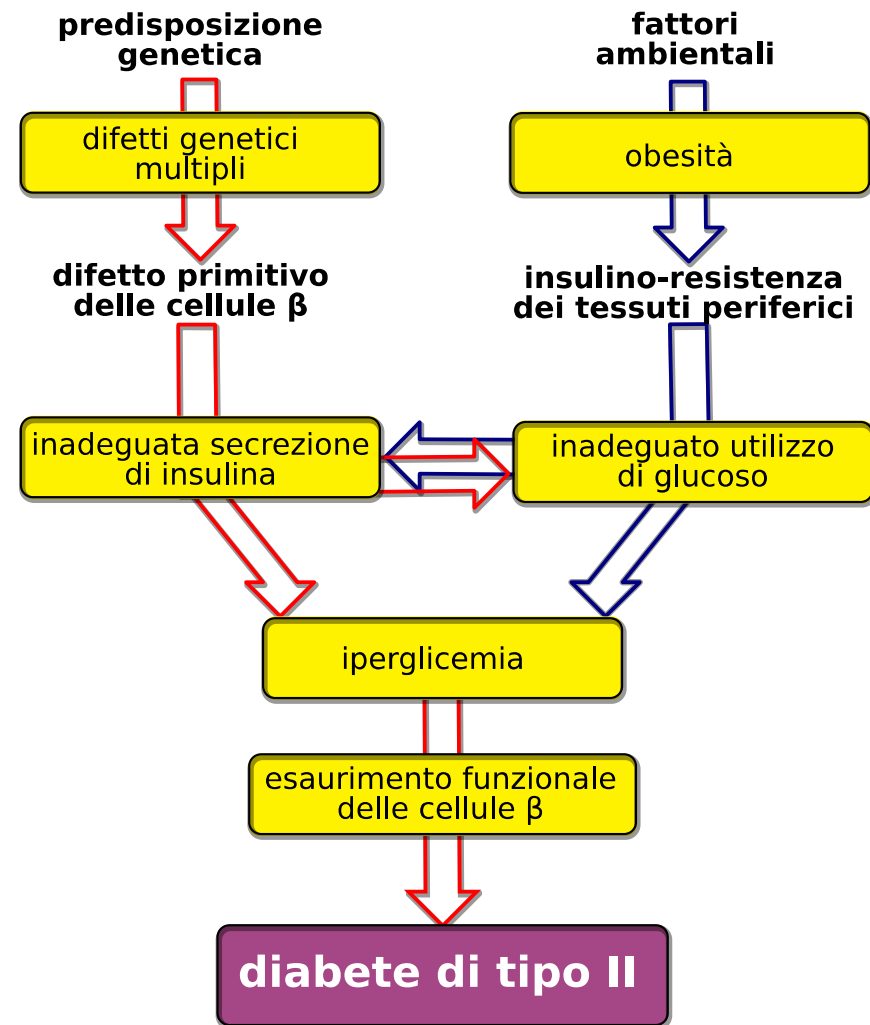 predisposizione
genetica
fattori
ambientali
difetti genetici
multipli
obesità
difetto primitivo
delle cellule β
insulino-resistenza
dei tessuti periferici
inadeguata secrezione
di insulina
inadeguato utilizzo
di glucoso
iperglicemia
esaurimento funzionale
delle cellule β
diabete di tipo II